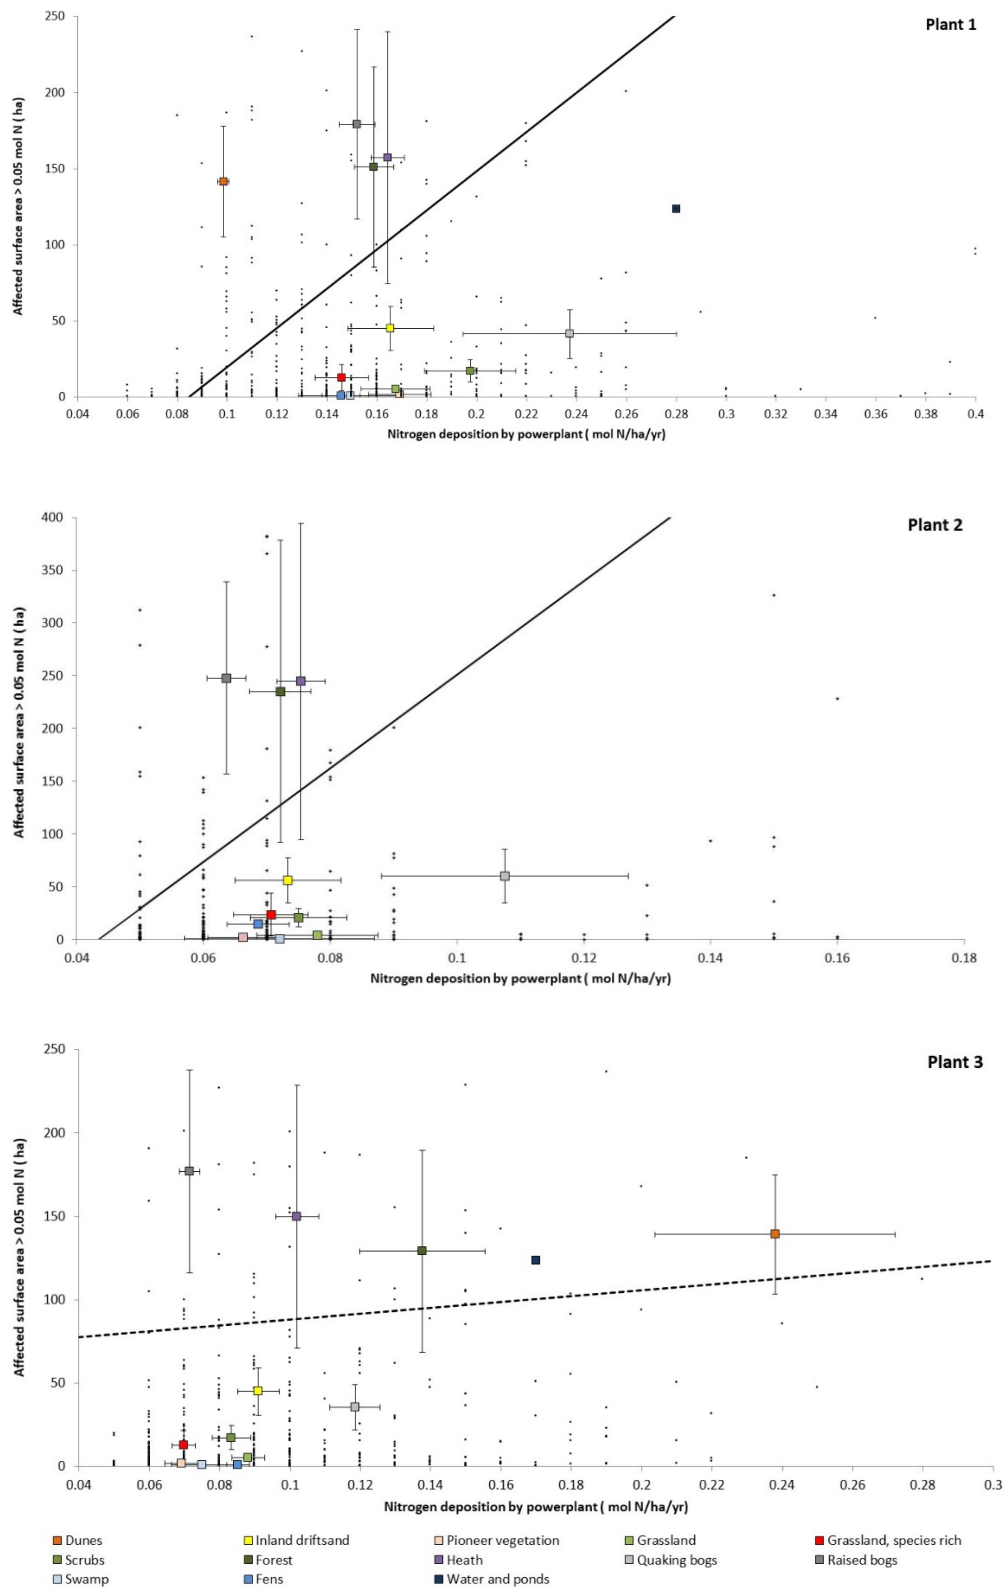 Plant 1
Affected surface area > 0.05 mol N ( ha)
250
200
150
100
50
0
0.04 0.06 0.08 0.1 0.12 0.14 0.16 0.18 0.2 0.22 0.24 0.26 0.28 0.3 0.32 0.34 0.36 0.38 0.4
Nitrogen deposition by powerplant ( mol N/ha/yr)
Plant 2
Affected surface area > 0.05 mol N ( ha)
400
350
300
250
200
150
100
50
0
0.04 0.06 0.08 0.1 0.12 0.14 0.16 0.18
Nitrogen deposition by powerplant ( mol N/ha/yr)
Plant 3
Affected surface area > 0.05 mol N ( ha)
250
200
150
100
50
0
0.04 0.06 0.08 0.1 0.12 0.14 0.16 0.18 0.2 0.22 0.24 0.26 0.28 0.3
Nitrogen deposition by powerplant ( mol N/ha/yr)
Dunes Inland driftsand Pioneer vegetation Grassland Grassland, species rich
Scrubs Forest Heath Quaking bogs Raised bogs
Swamp Fens Water and ponds